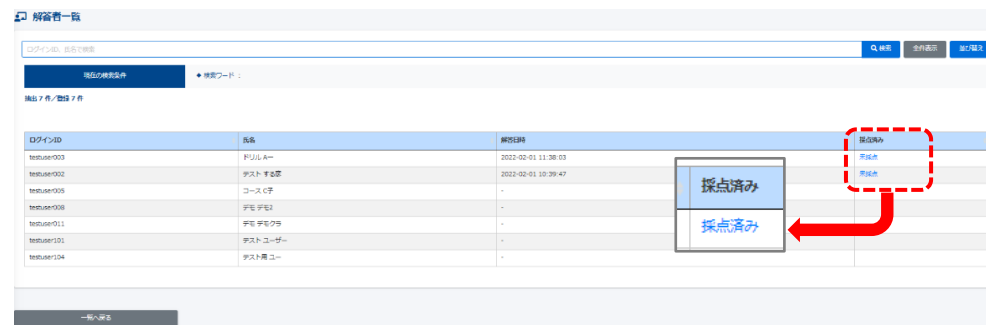 解答者一覧
ログインID、氏名で検索
検索 全件表示 並び替え
現在の検索条件 ◆ 検索ワード :
抽出 7 件/登録 7 件
ログインID 氏名 解答日時 採点済み
testuser003 ドリル A一 2022-02-01 11:38:03 未採点
testuser002 テスト する彦 2022-02-01 10:39:47 未採点
testuser005 コース C子 -
testuser008 デモ デモ2 -
testuser011 デモ デモクラ -
testuser101 テスト ユーザー -
testuser104 テスト用 ユー -
採点済み
採点済み
一覧へ戻る